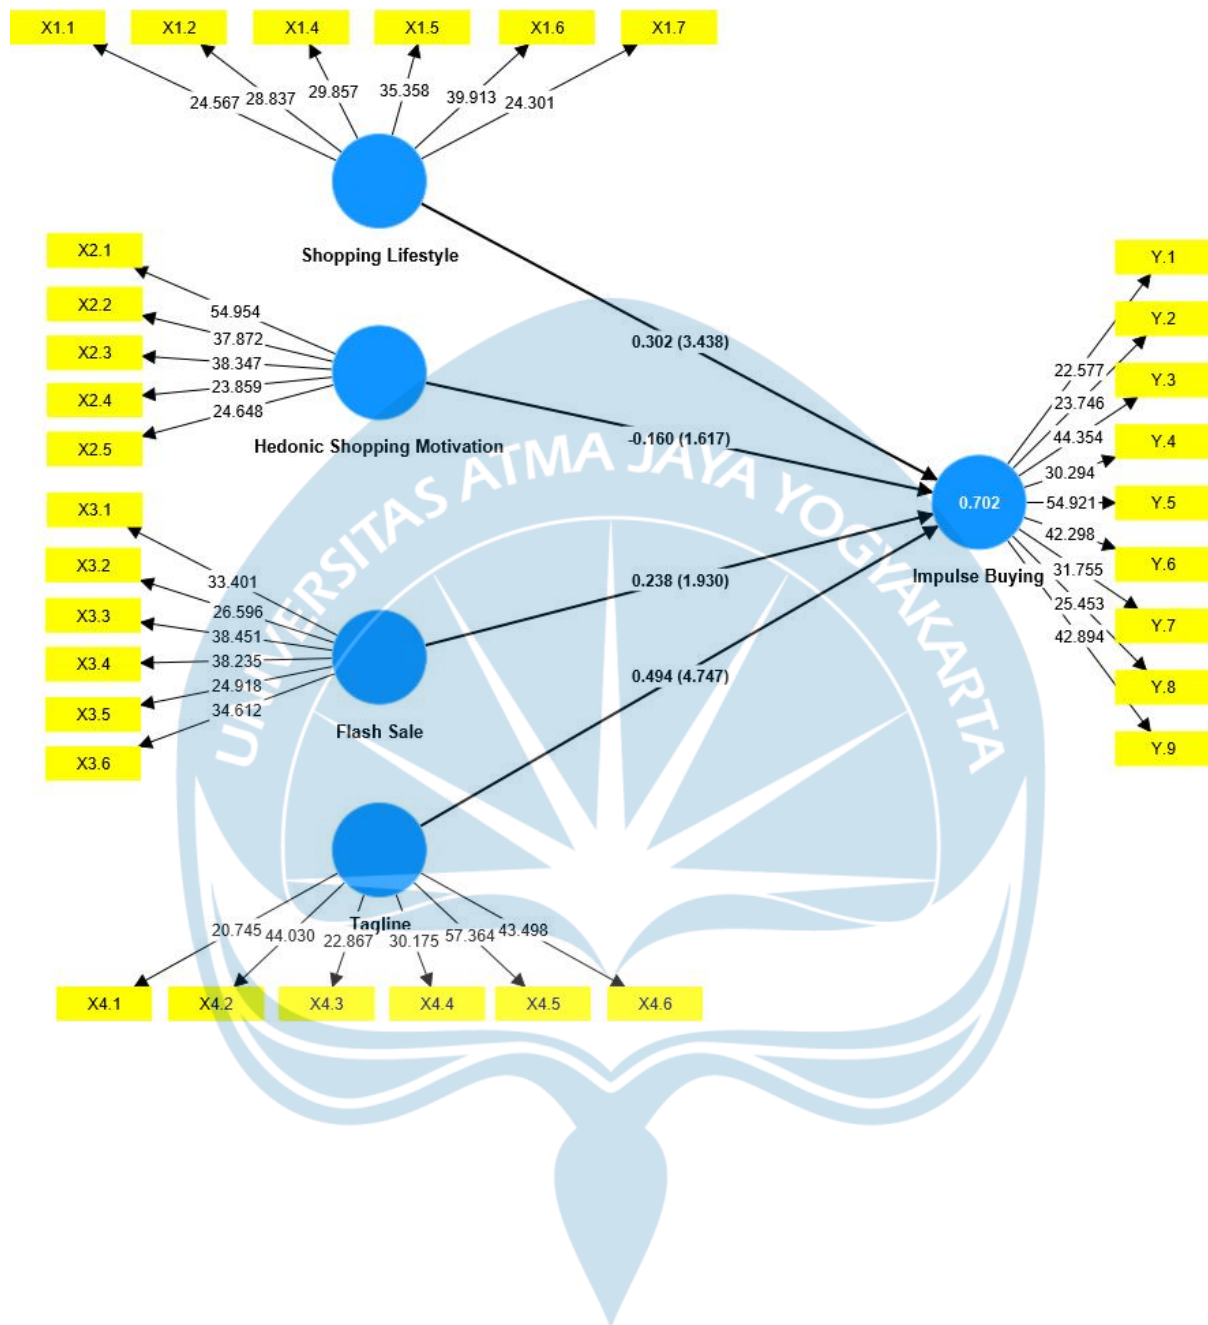 X1.1 X1.2 X1.4 X1.5 X1.6 X1.7
24.567 28.837 29.857 35.358 39.913 24.301
Shopping Lifestyle
X2.1
X2.2
X2.3
X2.4
X2.5
54.954
37.872
38.347
23.859
24.648
Hedonic Shopping Motivation
X3.1
X3.2
X3.3
X3.4
X3.5
X3.6
33.401
26.596
38.451
38.235
24.918
34.612
Flash Sale
Tagline
20.745 44.030 22.867 30.175 57.364 43.498
X4.1 X4.2 X4.3 X4.4 X4.5 X4.6
0.302 (3.438)
-0.160 (1.617)
0.238 (1.930)
0.494 (4.747)
0.702
Impulse Buying
22.577
23.746
44.354
30.294
54.921
42.298
31.755
25.453
42.894
Y.1
Y.2
Y.3
Y.4
Y.5
Y.6
Y.7
Y.8
Y.9
UNIVERSITAS ATMA JAYA YOGYAKARTA